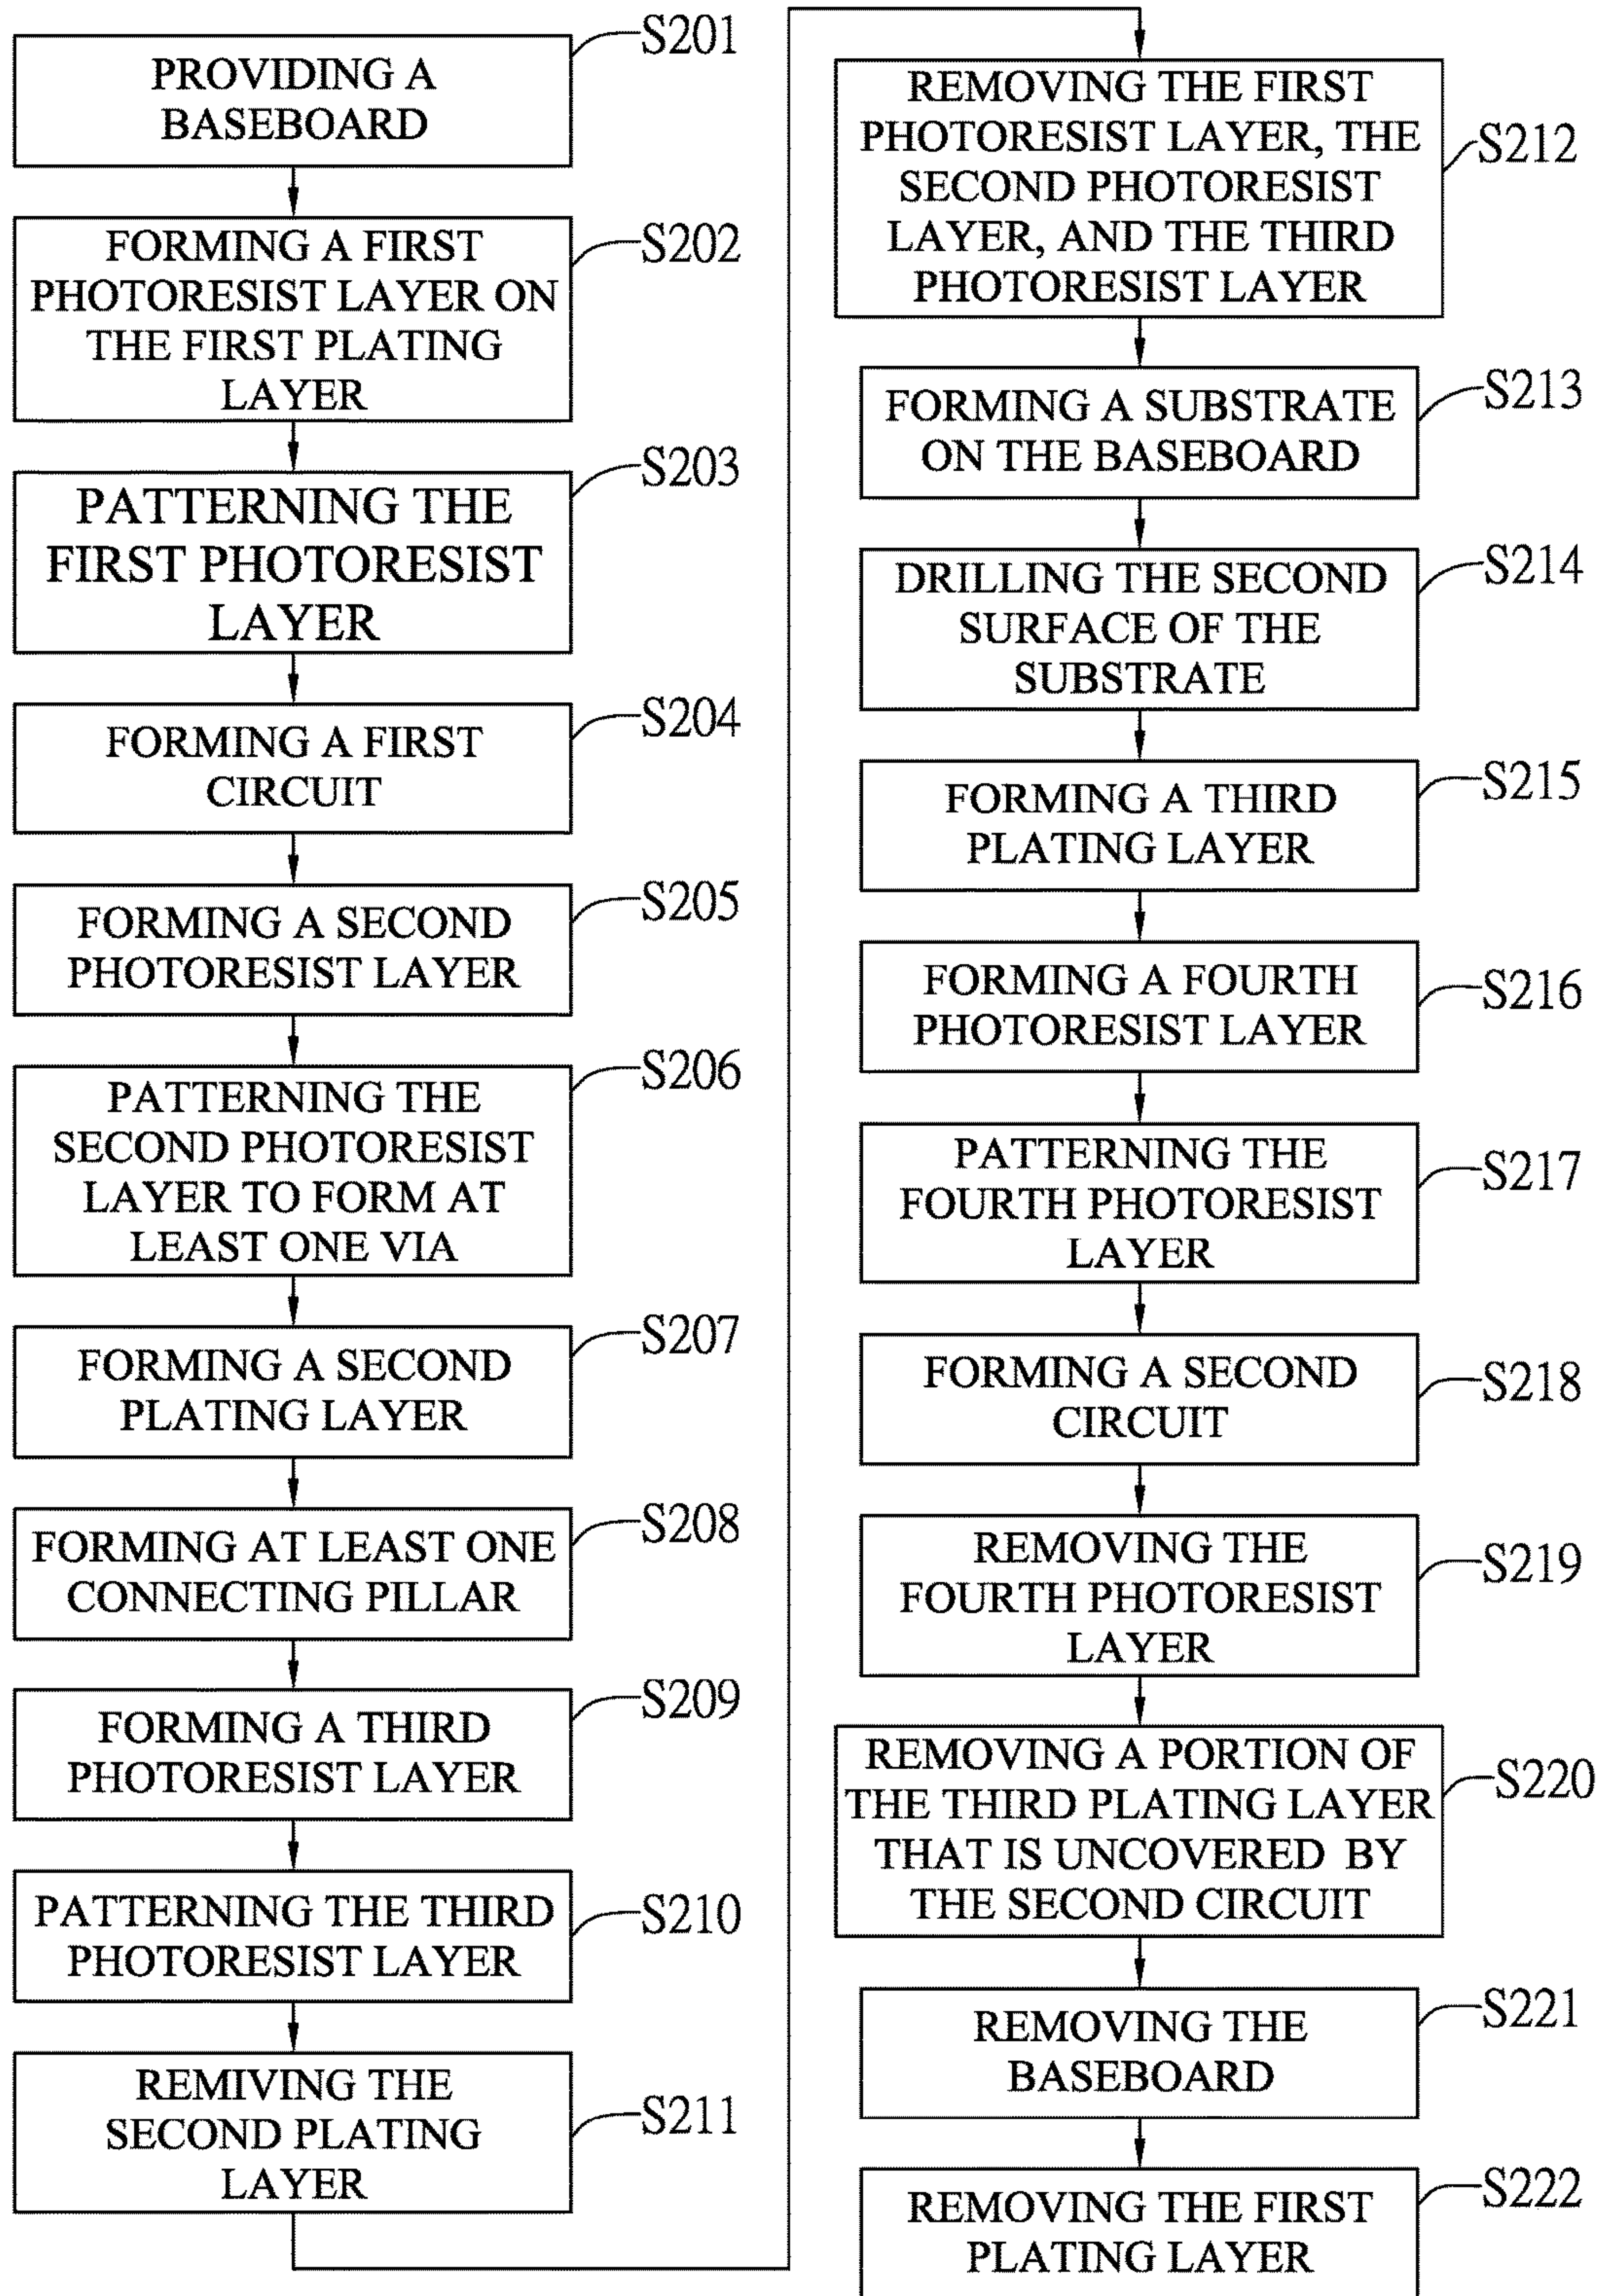 S201
PROVIDING A
BASEBOARD
S202
FORMING A FIRST
PHOTORESIST LAYER ON
THE FIRST PLATING
LAYER
S203
PATTERNING THE
FIRST PHOTORESIST
LAYER
S204
FORMING A FIRST
CIRCUIT
S205
FORMING A SECOND
PHOTORESIST LAYER
S206
PATTERNING THE
SECOND PHOTORESIST
LAYER TO FORM AT
LEAST ONE VIA
S207
FORMING A SECOND
PLATING LAYER
S208
FORMING AT LEAST ONE
CONNECTING PILLAR
S209
FORMING A THIRD
PHOTORESIST LAYER
S210
PATTERNING THE THIRD
PHOTORESIST LAYER
S211
REMIVING THE
SECOND PLATING
LAYER
S212
REMOVING THE FIRST
PHOTORESIST LAYER, THE
SECOND PHOTORESIST
LAYER, AND THE THIRD
PHOTORESIST LAYER
S213
FORMING A SUBSTRATE
ON THE BASEBOARD
S214
DRILLING THE SECOND
SURFACE OF THE
SUBSTRATE
S215
FORMING A THIRD
PLATING LAYER
S216
FORMING A FOURTH
PHOTORESIST LAYER
S217
PATTERNING THE
FOURTH PHOTORESIST
LAYER
S218
FORMING A SECOND
CIRCUIT
S219
REMOVING THE
FOURTH PHOTORESIST
LAYER
S220
REMOVING A PORTION OF
THE THIRD PLATING LAYER
THAT IS UNCOVERED BY
THE SECOND CIRCUIT
S221
REMOVING THE
BASEBOARD
S222
REMOVING THE FIRST
PLATING LAYER